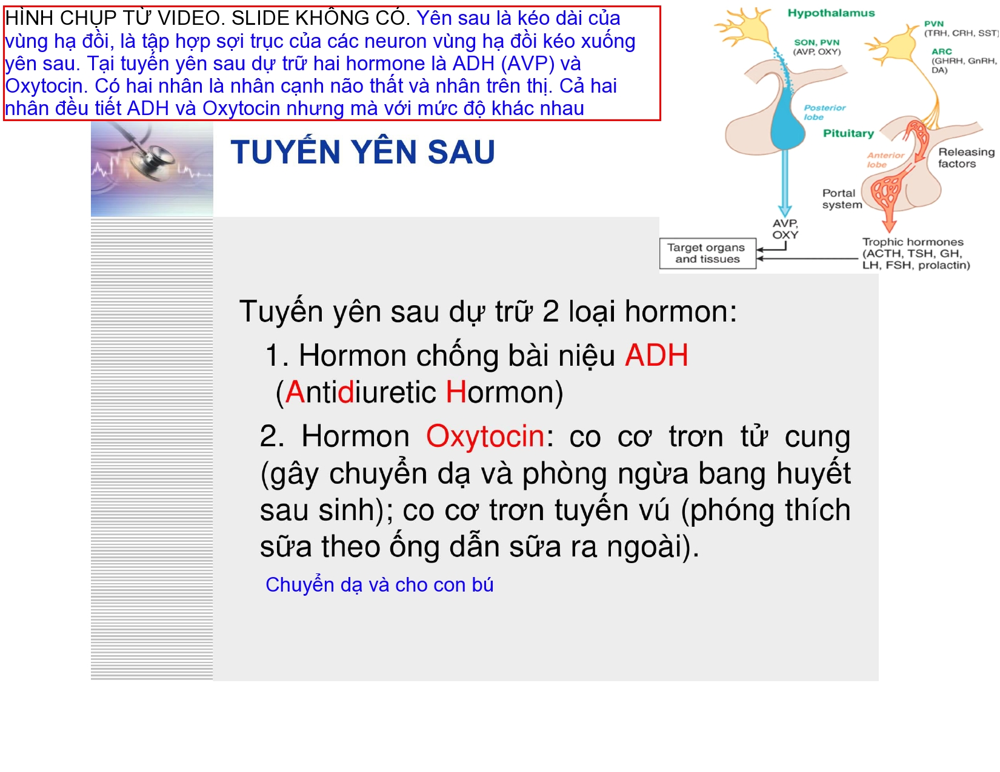 HÌNH CHỤP TỪ VIDEO. SLIDE KHÔNG CÓ. Yên sau là kéo dài của
vùng hạ đồi, là tập hợp sợi trục của các neuron vùng hạ đồi kéo xuống
yên sau. Tại tuyến yên sau dự trữ hai hormone là ADH (AVP) và
Oxytocin. Có hai nhân là nhân cạnh não thất và nhân trên thị. Cả hai
nhân đều tiết ADH và Oxytocin nhưng mà với mức độ khác nhau
Hypothalamus
SON, PVN
(AVP, OXY)
PVN
(TRH, CRH, SST)
ARC
(GHRH, GnRH,
DA)
Posterior
lobe
Pituitary
Anterior
lobe
Releasing
factors
Portal
system
AVP,
OXY
Target organs
and tissues
Trophic hormones
(ACTH, TSH, GH,
LH, FSH, prolactin)
TUYẾN YÊN SAU
Tuyến yên sau dự trữ 2 loại hormon:
1. Hormon chống bài niệu ADH
(Antidiuretic Hormon)
2. Hormon Oxytocin: co cơ trơn tử cung
(gây chuyển dạ và phòng ngừa bang huyết
sau sinh); co cơ trơn tuyến vú (phóng thích
sữa theo ống dẫn sữa ra ngoài).
Chuyển dạ và cho con bú